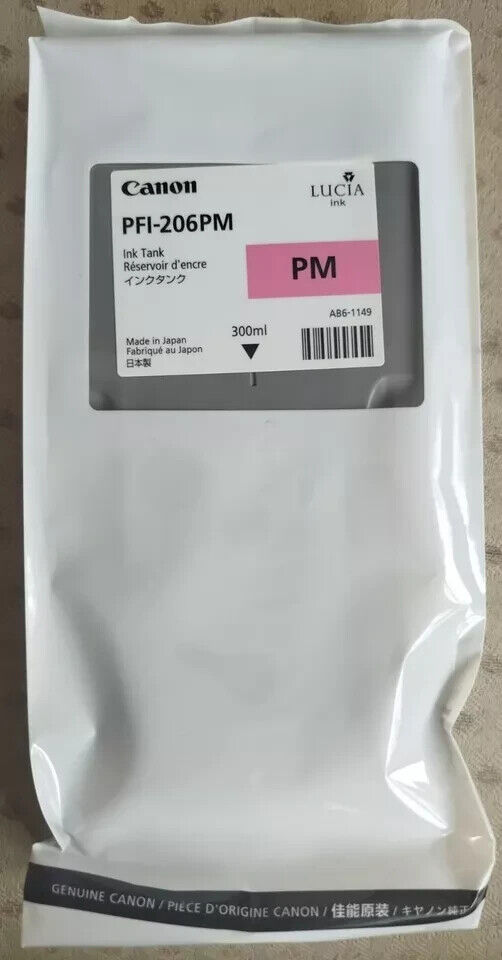 Canon
LUCIA
ink
PFI-206PM
Ink Tank
Réservoir d'encre
インクタンク
PM
AB6-1149
300ml
Made in Japan
Fabriqué au Japon
日本製
GENUINE CANON / PIÈCE D'ORIGINE CANON / 佳能原装 / キヤノン純正